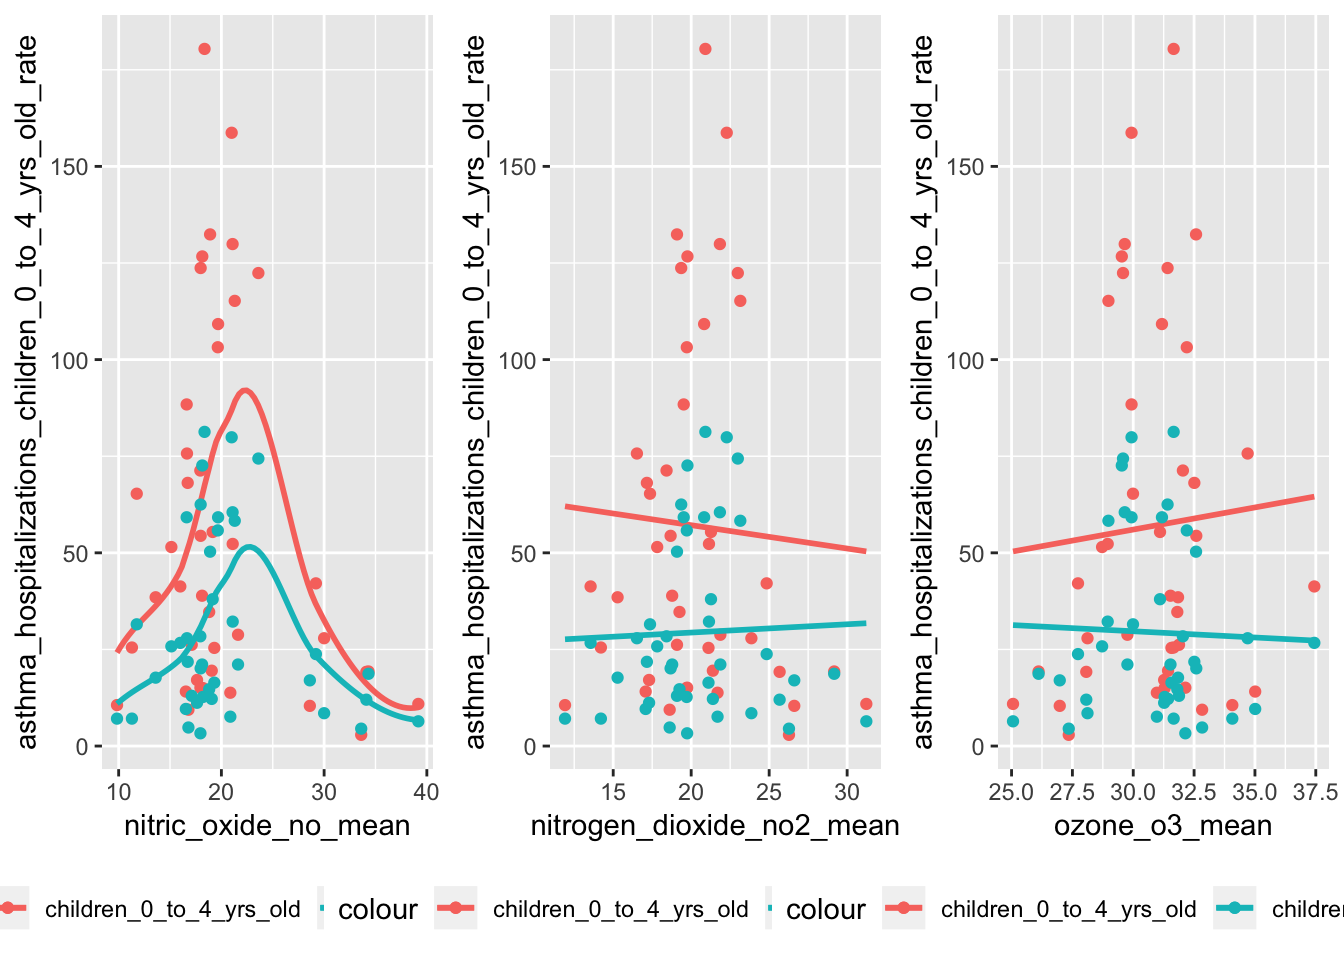 asthma_hospitalizations_children_0_to_4_yrs_old_rate
150
100
50
0
10 20 30 40
nitric_oxide_no_mean
asthma_hospitalizations_children_0_to_4_yrs_old_rate
150
100
50
0
15 20 25 30
nitrogen_dioxide_no2_mean
asthma_hospitalizations_children_0_to_4_yrs_old_rate
150
100
50
0
25.0 27.5 30.0 32.5 35.0 37.5
ozone_o3_mean
children_0_to_4_yrs_old colour children_0_to_4_yrs_old colour children_0_to_4_yrs_old